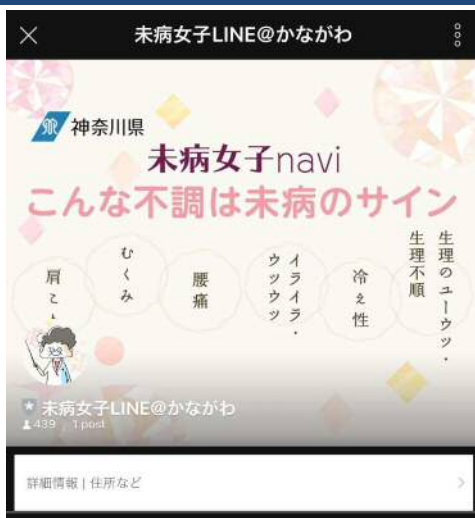 未病女子LINE@かながわ
神奈川県
未病女子navi
こんな不調は未病のサイン
生理のユーウツ・
生理不順
冷え性
イライラ・
ウツウツ
腰痛
むくみ
肩こ
未病女子LINE@かながわ
439 1 post
詳細情報 | 住所など